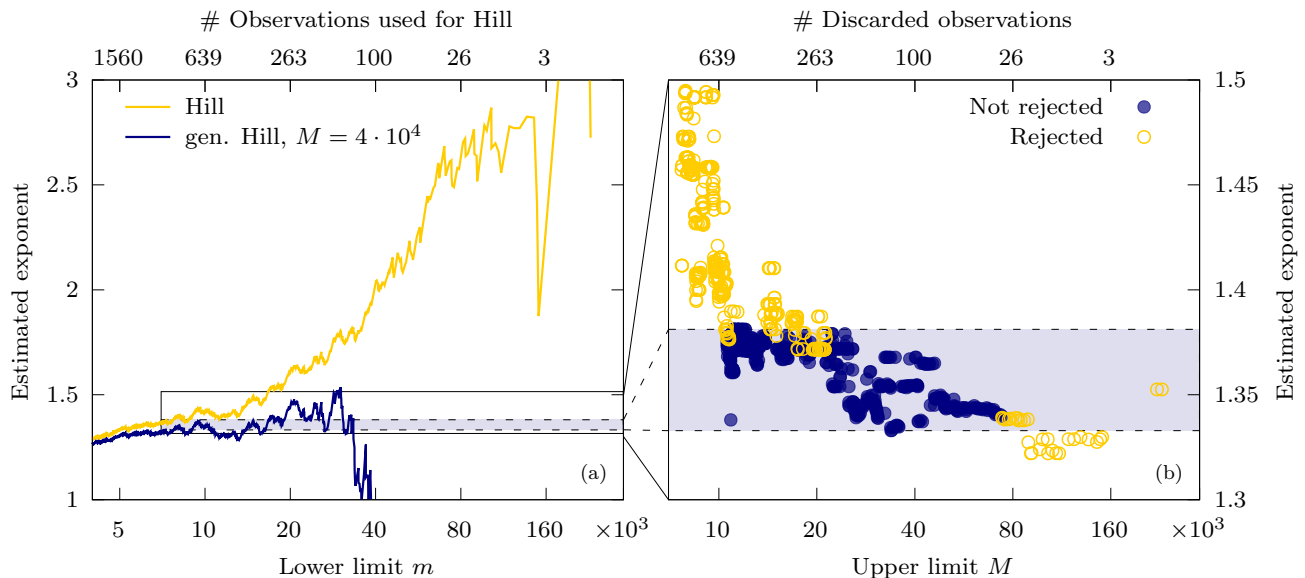 # Observations used for Hill
1560 639 263 100 26 3
3
2.5
2
1.5
1
Estimated exponent
Hill
gen. Hill, M = 4 · 10⁴
(a)
5 10 20 40 80 160 ×10³
Lower limit m
# Discarded observations
639 263 100 26 3
Not rejected
Rejected
1.5
1.45
1.4
1.35
1.3
Estimated exponent
(b)
10 20 40 80 160 ×10³
Upper limit M